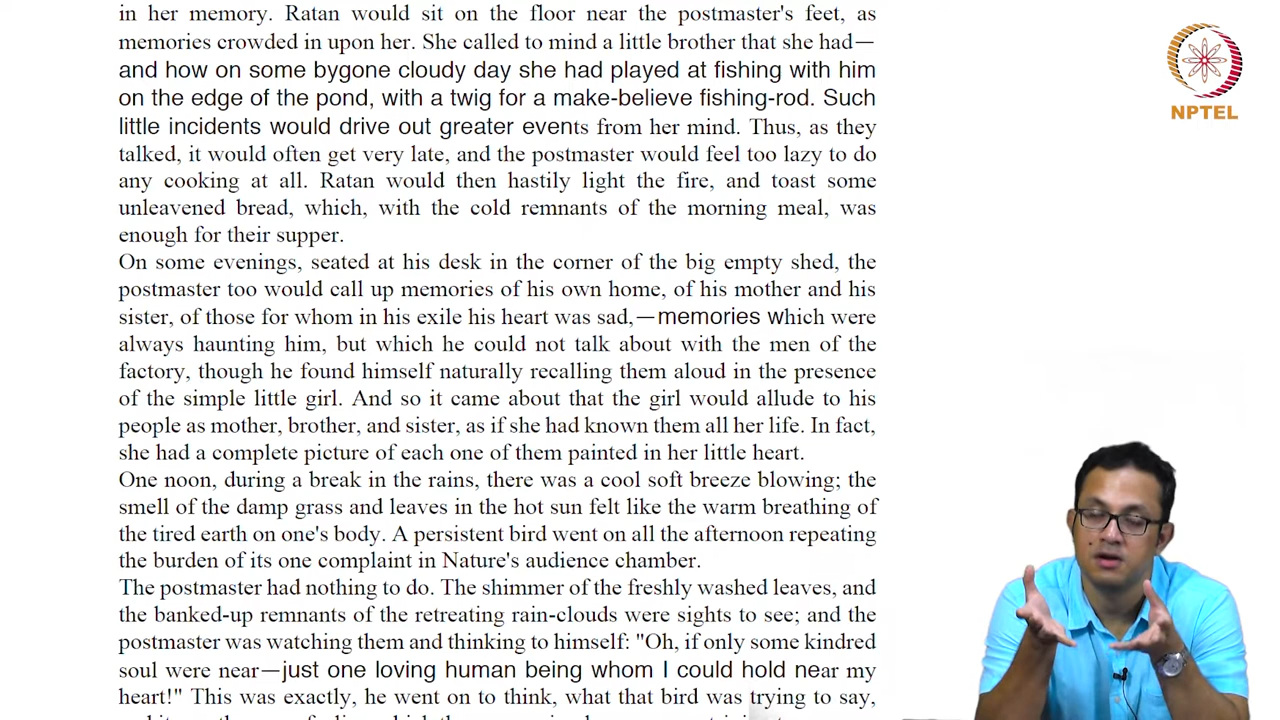 in her memory. Ratan would sit on the floor near the postmaster's feet, as
memories crowded in upon her. She called to mind a little brother that she had—
and how on some bygone cloudy day she had played at fishing with him
on the edge of the pond, with a twig for a make-believe fishing-rod. Such
little incidents would drive out greater events from her mind. Thus, as they
talked, it would often get very late, and the postmaster would feel too lazy to do
any cooking at all. Ratan would then hastily light the fire, and toast some
unleavened bread, which, with the cold remnants of the morning meal, was
enough for their supper.
On some evenings, seated at his desk in the corner of the big empty shed, the
postmaster too would call up memories of his own home, of his mother and his
sister, of those for whom in his exile his heart was sad,—memories which were
always haunting him, but which he could not talk about with the men of the
factory, though he found himself naturally recalling them aloud in the presence
of the simple little girl. And so it came about that the girl would allude to his
people as mother, brother, and sister, as if she had known them all her life. In fact,
she had a complete picture of each one of them painted in her little heart.
One noon, during a break in the rains, there was a cool soft breeze blowing; the
smell of the damp grass and leaves in the hot sun felt like the warm breathing of
the tired earth on one's body. A persistent bird went on all the afternoon repeating
the burden of its one complaint in Nature's audience chamber.
The postmaster had nothing to do. The shimmer of the freshly washed leaves, and
the banked-up remnants of the retreating rain-clouds were sights to see; and the
postmaster was watching them and thinking to himself: "Oh, if only some kindred
soul were near—just one loving human being whom I could hold near my
heart!" This was exactly, he went on to think, what that bird was trying to say,
NPTEL